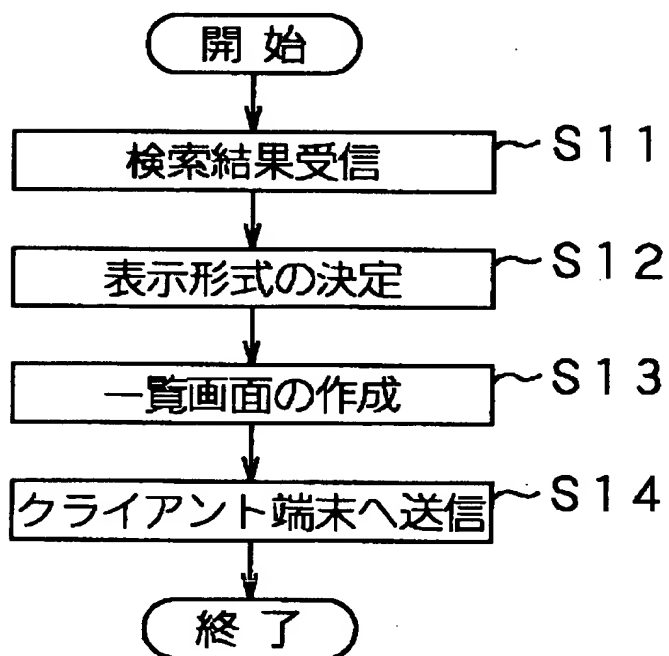 開始
検索結果受信 S11
表示形式の決定 S12
一覧画面の作成 S13
クライアント端末へ送信 S14
終了